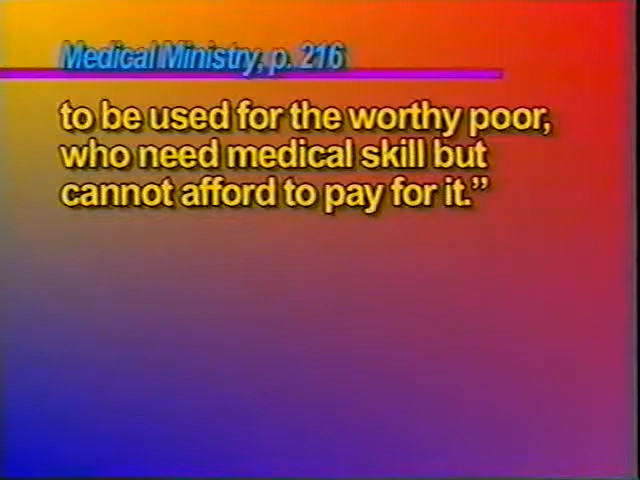 Medical Ministry, p. 216
to be used for the worthy poor,
who need medical skill but
cannot afford to pay for it.”